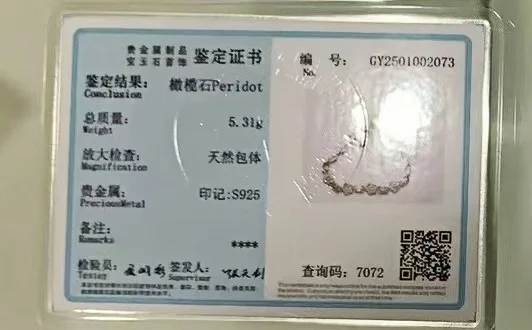 贵金属制品
宝玉石首饰
鉴定证书
编 号: GY2501002073
No.
鉴定结果: 橄榄石Peridot
Conclusion
总质量: 5.31g
Weight
放大检查: 天然包体
Magnification
贵金属: 印记:S925
PreciousMetal
备注: ****
Remarks
检验员: 签发人:
Tester Supervisor
查询码: 7072